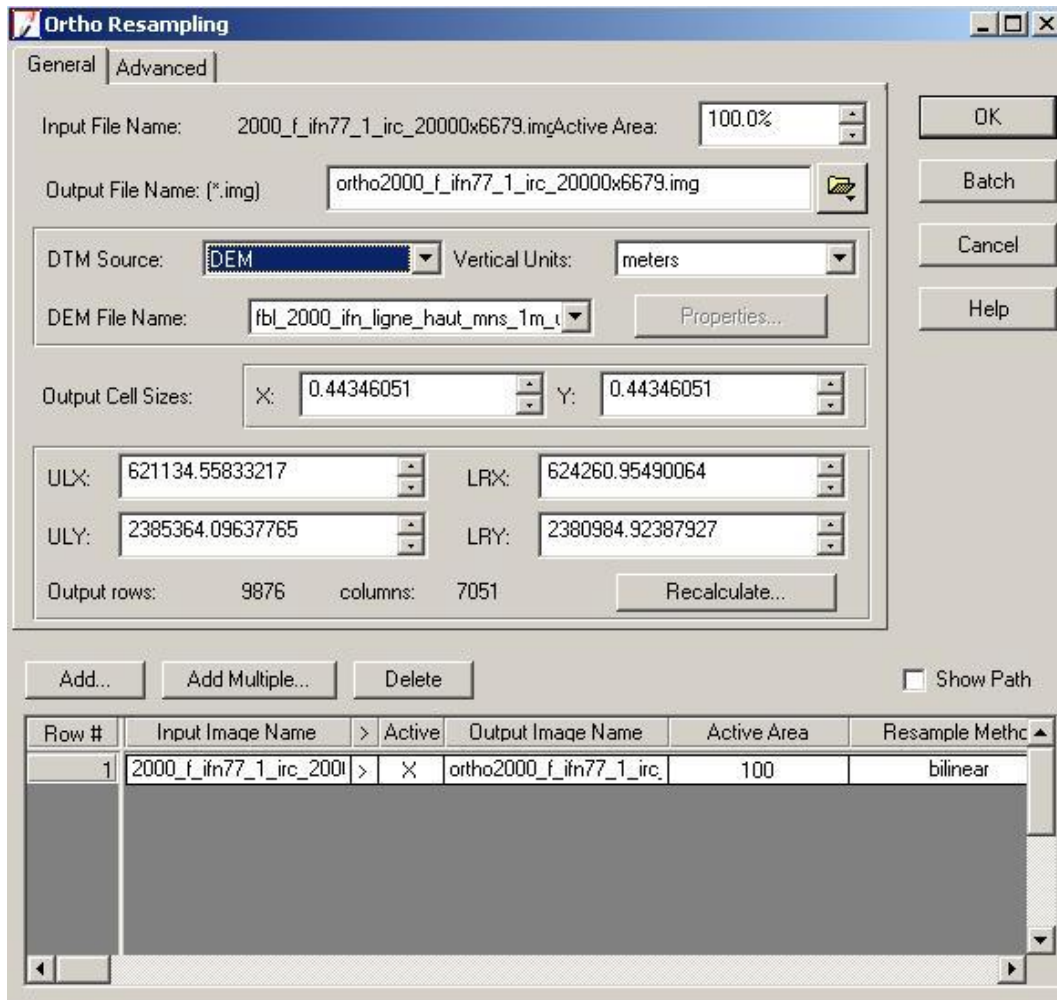 Ortho Resampling
General Advanced
Input File Name: 2000_f_ifn77_1_irc_20000x6679.img Active Area: 100.0%
OK
Output File Name: (*.img) ortho2000_f_ifn77_1_irc_20000x6679.img
Batch
DTM Source: DEM Vertical Units: meters
Cancel
DEM File Name: fbl_2000_ifn_ligne_haut_mns_1m_ Properties...
Help
Output Cell Sizes: X: 0.44346051 Y: 0.44346051
ULX: 621134.55833217 LRX: 624260.95490064
ULY: 2385364.09637765 LRY: 2380984.92387927
Output rows: 9876 columns: 7051 Recalculate...
Add... Add Multiple... Delete Show Path
Row # Input Image Name > Active Output Image Name Active Area Resample Metho
1 2000_f_ifn77_1_irc_200 > X ortho2000_f_ifn77_1_irc_ 100 bilinear